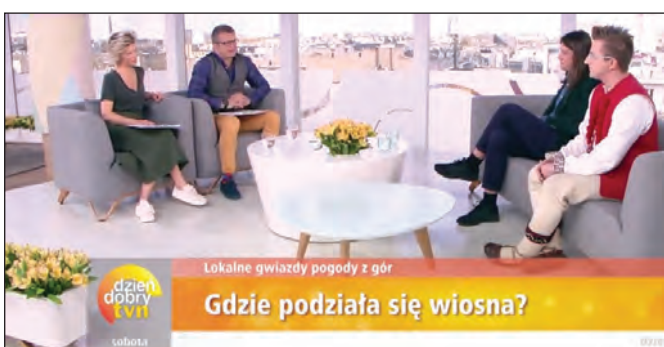 Lokalne gwiazdy pogody z gór
Gdzie podziała się wiosna?
dzień
dobry
tvn
sobota